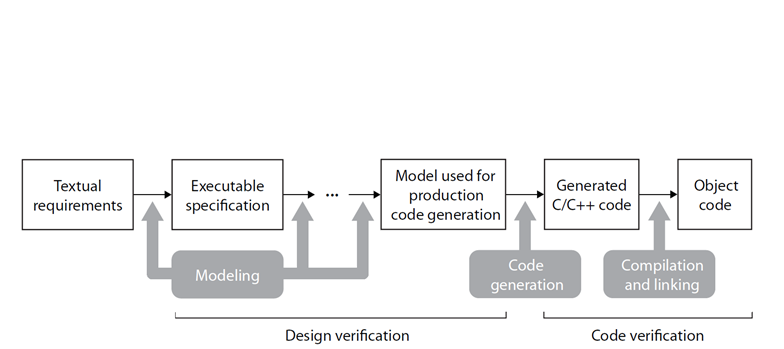 Textual
requirements
Executable
specification
...
Model used for
production
code generation
Generated
C/C++ code
Object
code
Modeling
Code
generation
Compilation
and linking
Design verification
Code verification